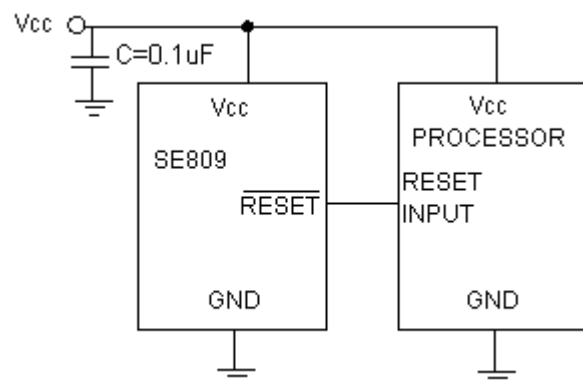 Vcc
C=0.1uF
Vcc
SE809
RESET
GND
Vcc
PROCESSOR
RESET
INPUT
GND